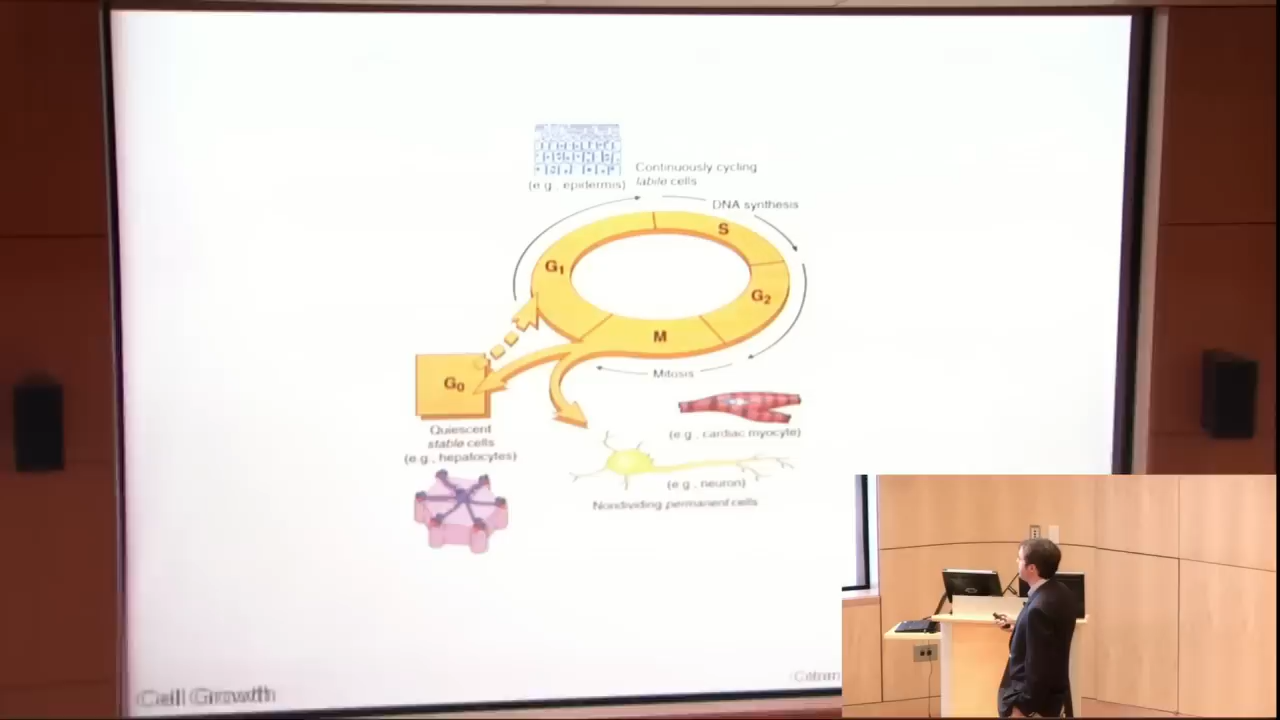 Continuously cycling
labile cells
(e.g., epidermis)
DNA synthesis
S
G1
G2
M
Mitosis
G0
Quiescent
stable cells
(e.g., hepatocytes)
(e.g., cardiac myocyte)
(e.g., neuron)
Nondividing permanent cells
Cell Growth